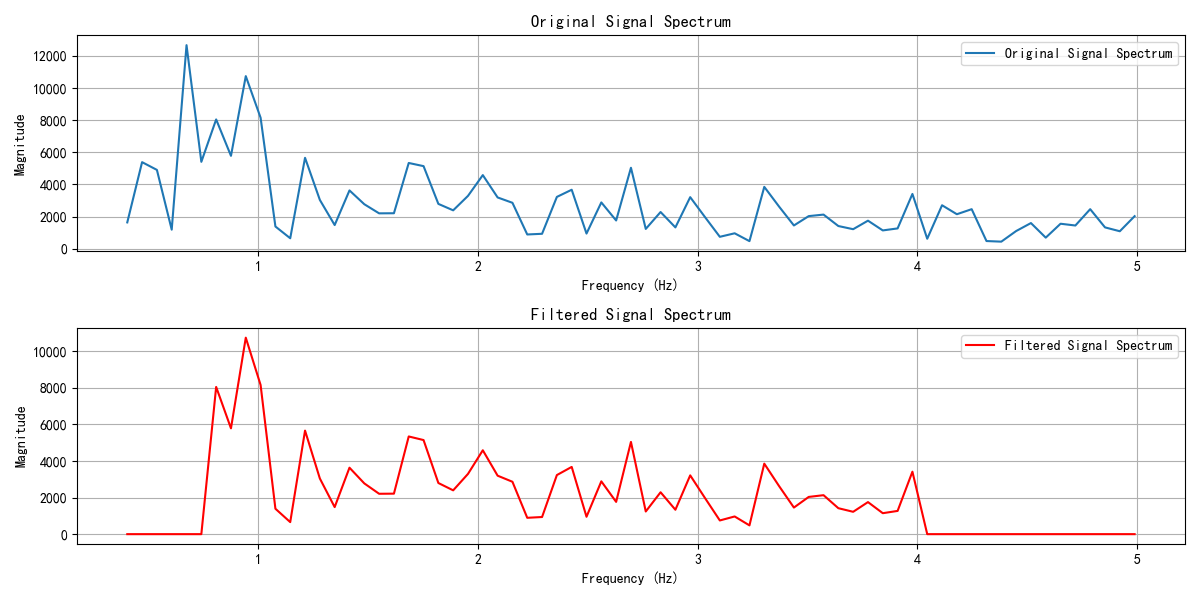 Original Signal Spectrum
Original Signal Spectrum
Magnitude
12000
10000
8000
6000
4000
2000
0
1 2 3 4 5
Frequency (Hz)
Filtered Signal Spectrum
Filtered Signal Spectrum
Magnitude
10000
8000
6000
4000
2000
0
1 2 3 4 5
Frequency (Hz)